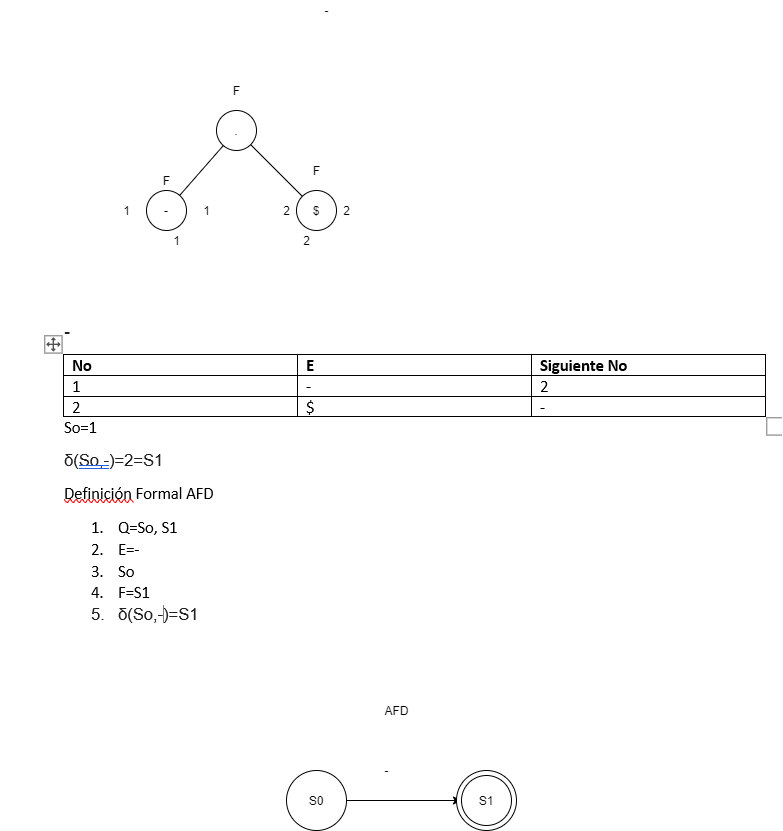 -
F
.
F
F
1 - 1
2 $ 2
1
2
-
No E Siguiente No
1 - 2
2 $ -
So=1
δ(So,-)=2=S1
Definición Formal AFD
1. Q=So, S1
2. E=-
3. So
4. F=S1
5. δ(So,-)=S1
AFD
-
S0 S1